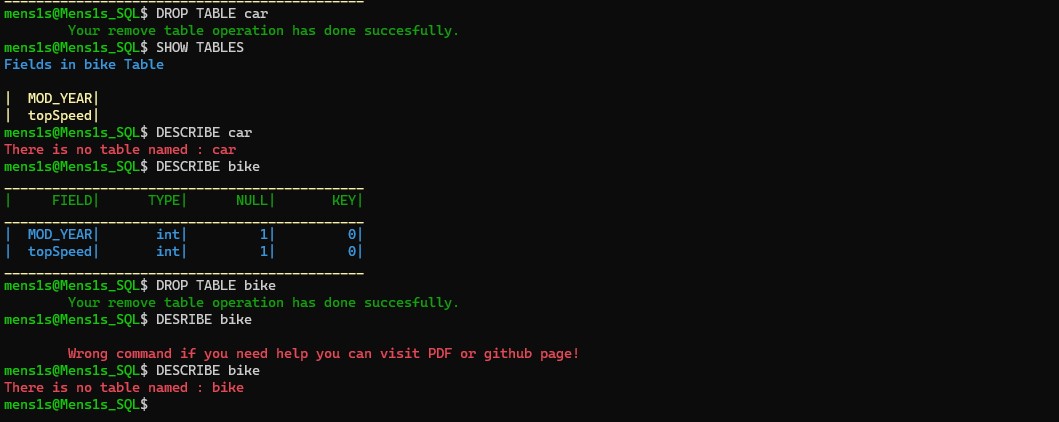 mens1s@Mens1s_SQL$ DROP TABLE car
Your remove table operation has done succesfully.
mens1s@Mens1s_SQL$ SHOW TABLES
Fields in bike Table
| MOD_YEAR|
| topSpeed|
mens1s@Mens1s_SQL$ DESCRIBE car
There is no table named : car
mens1s@Mens1s_SQL$ DESCRIBE bike
| FIELD| TYPE| NULL| KEY|
| MOD_YEAR| int| 1| 0|
| topSpeed| int| 1| 0|
mens1s@Mens1s_SQL$ DROP TABLE bike
Your remove table operation has done succesfully.
mens1s@Mens1s_SQL$ DESRIBE bike
Wrong command if you need help you can visit PDF or github page!
mens1s@Mens1s_SQL$ DESCRIBE bike
There is no table named : bike
mens1s@Mens1s_SQL$